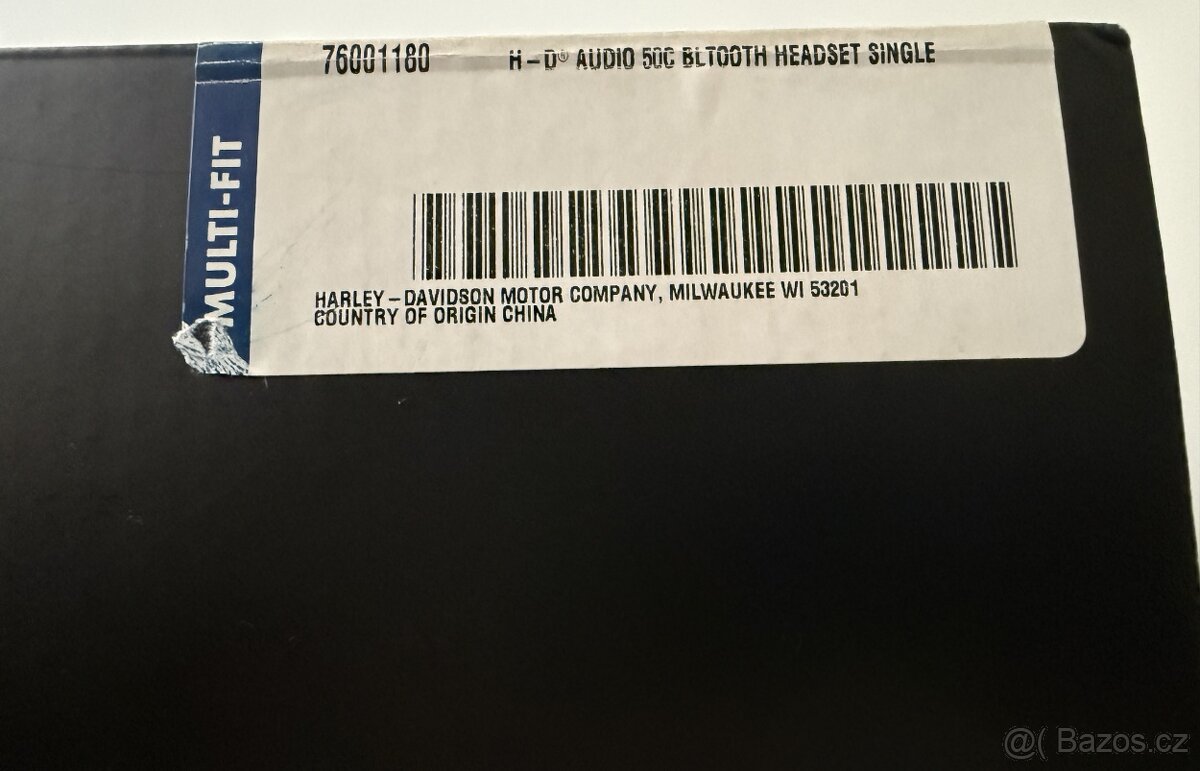 76001180 H-D® AUDIO 50C BLTOOTH HEADSET SINGLE
MULTI-FIT
HARLEY-DAVIDSON MOTOR COMPANY, MILWAUKEE WI 53201
COUNTRY OF ORIGIN CHINA
@( Bazos.cz